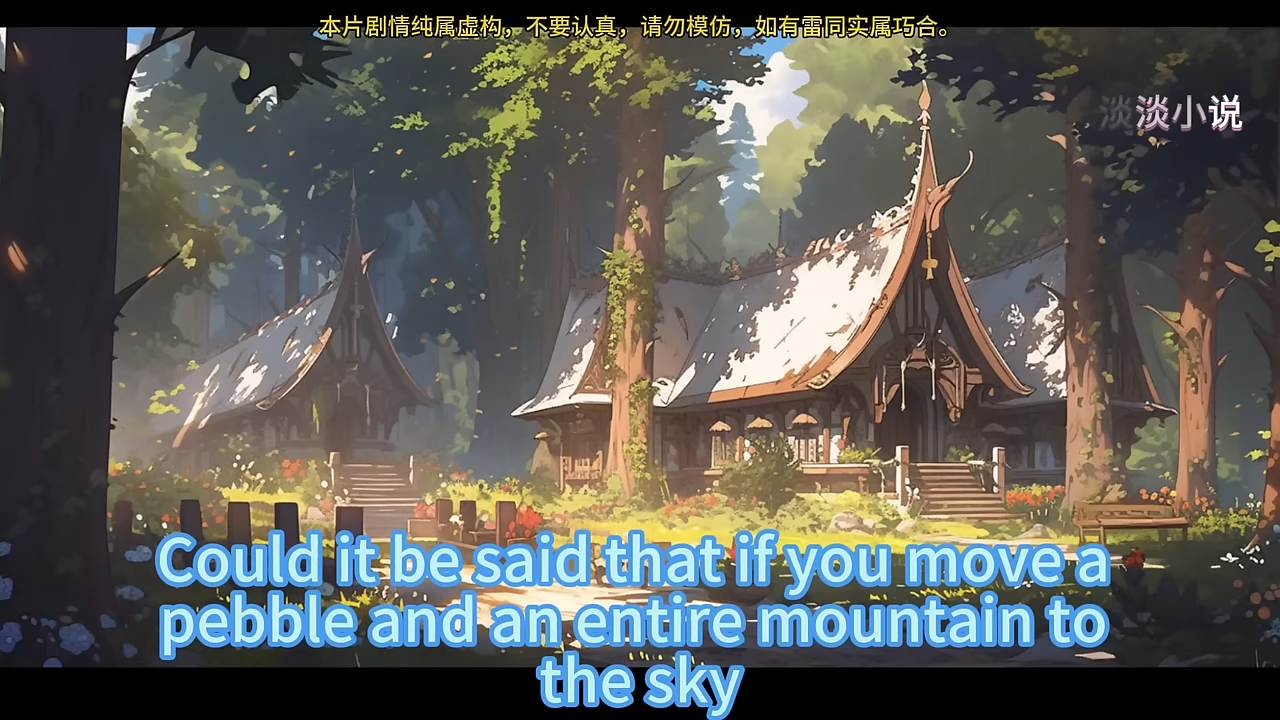 本片剧情纯属虚构，不要认真，请勿模仿，如有雷同实属巧合。
淡淡小说
Could it be said that if you move a
pebble and an entire mountain to
the sky